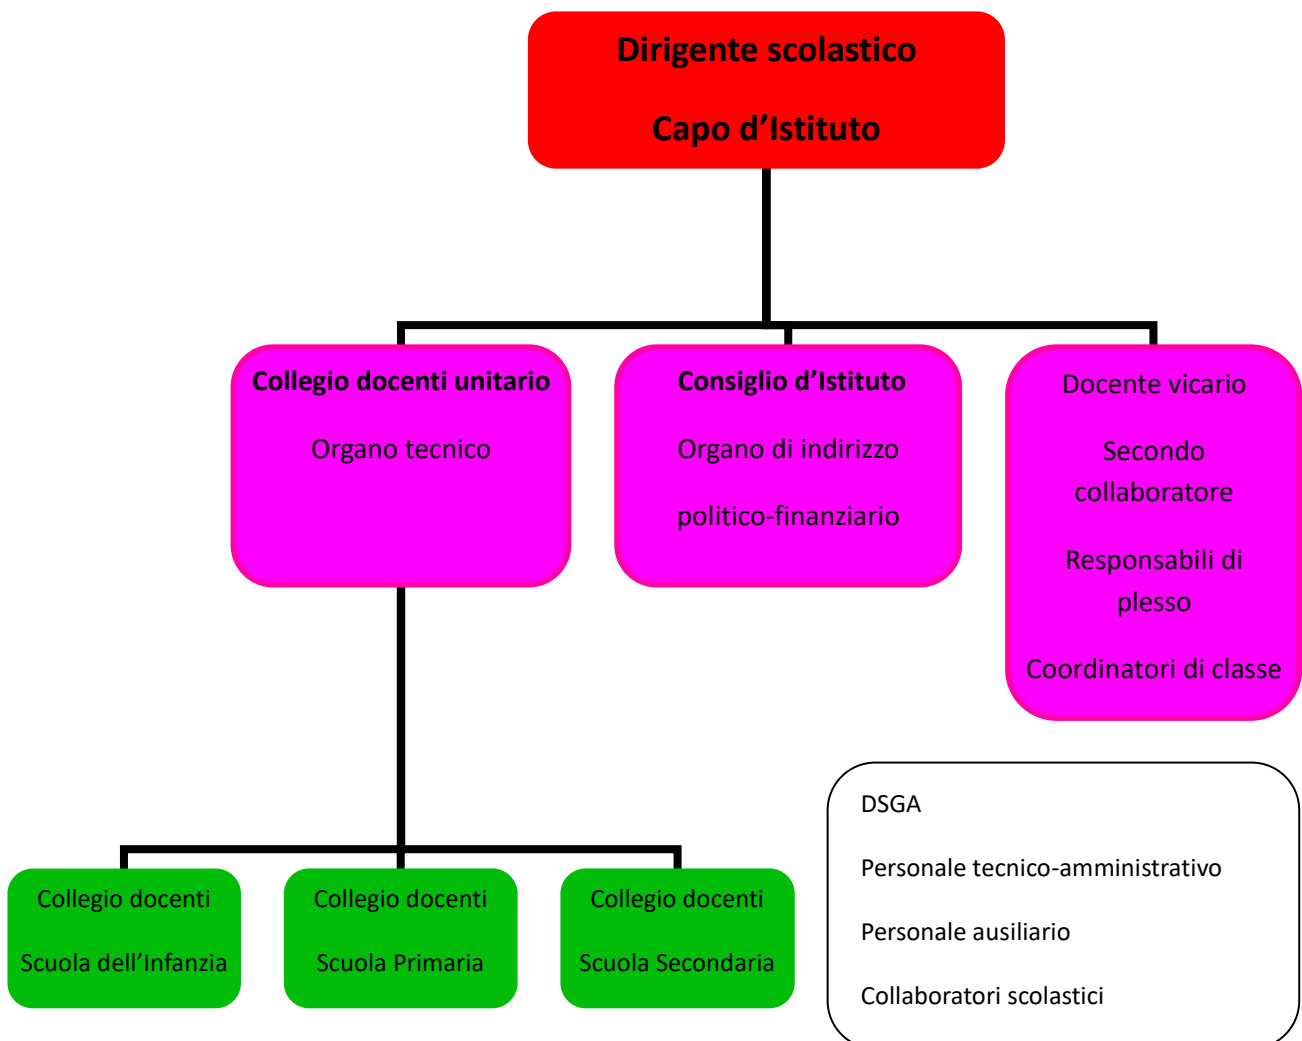 Dirigente scolastico
Capo d’Istituto
Collegio docenti unitario
Organo tecnico
Consiglio d’Istituto
Organo di indirizzo
politico-finanziario
Docente vicario
Secondo
collaboratore
Responsabili di
plesso
Coordinatori di classe
DSGA
Personale tecnico-amministrativo
Personale ausiliario
Collaboratori scolastici
Collegio docenti
Scuola dell’Infanzia
Collegio docenti
Scuola Primaria
Collegio docenti
Scuola Secondaria